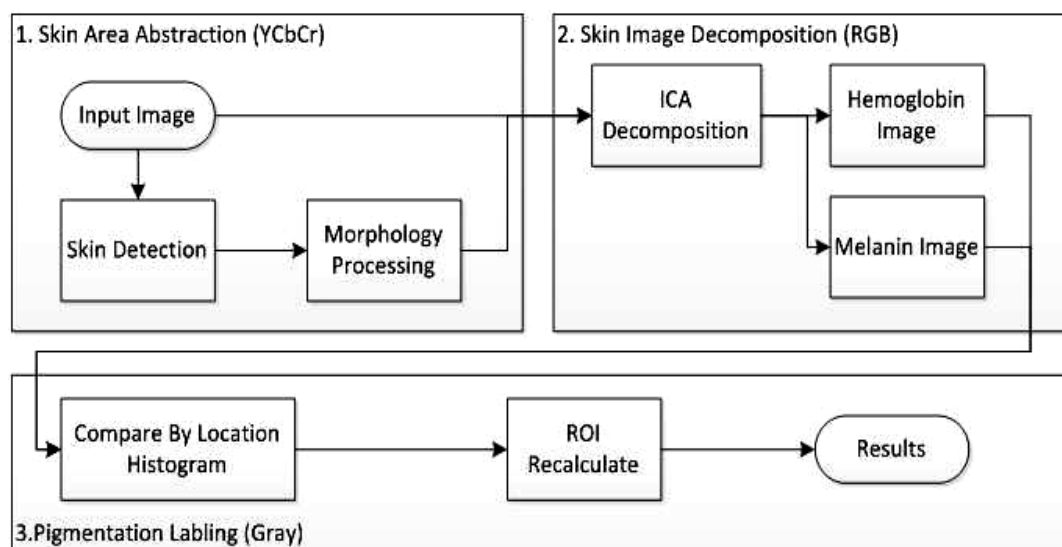 1. Skin Area Abstraction (YCbCr)
Input Image
Skin Detection
Morphology
Processing
2. Skin Image Decomposition (RGB)
ICA
Decomposition
Hemoglobin
Image
Melanin Image
Compare By Location
Histogram
ROI
Recalculate
Results
3.Pigmentation Labling (Gray)